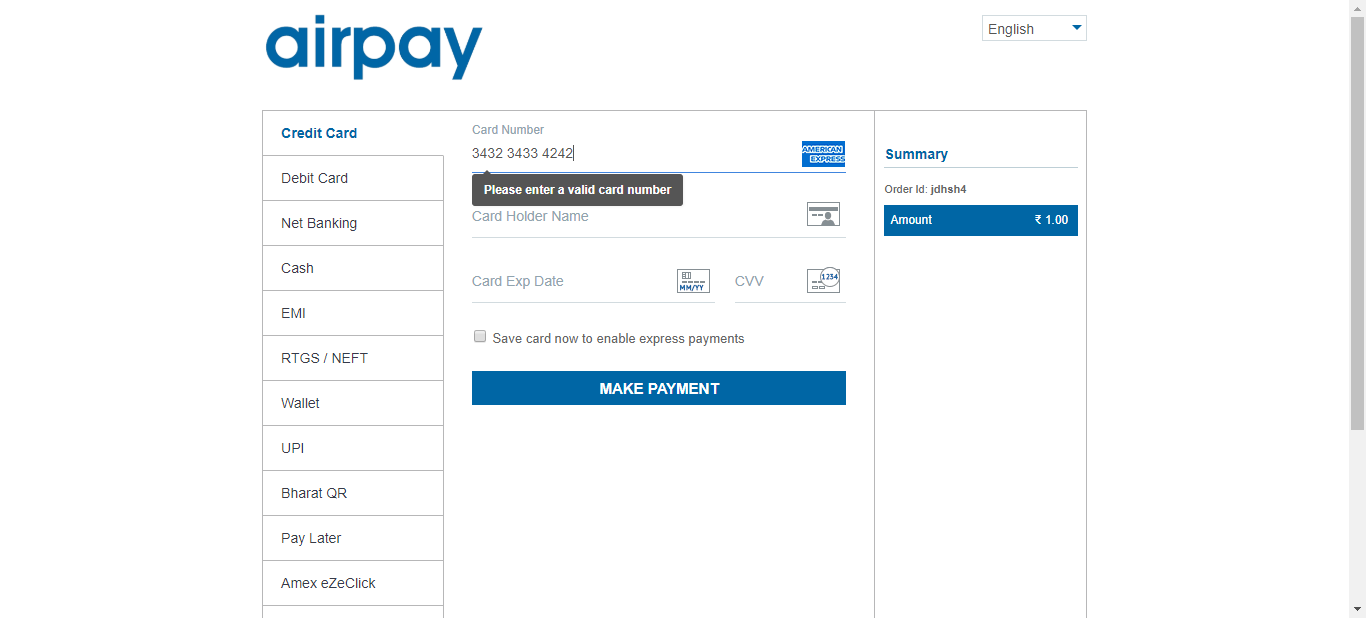 airpay
English
Credit Card
Debit Card
Net Banking
Cash
EMI
RTGS / NEFT
Wallet
UPI
Bharat QR
Pay Later
Amex eZeClick
Card Number
3432 3433 4242
AMERICAN
EXPRESS
Please enter a valid card number
Card Holder Name
Card Exp Date
MM/YY
CVV
1234
Save card now to enable express payments
MAKE PAYMENT
Summary
Order Id: jdhsh4
Amount ₹ 1.00